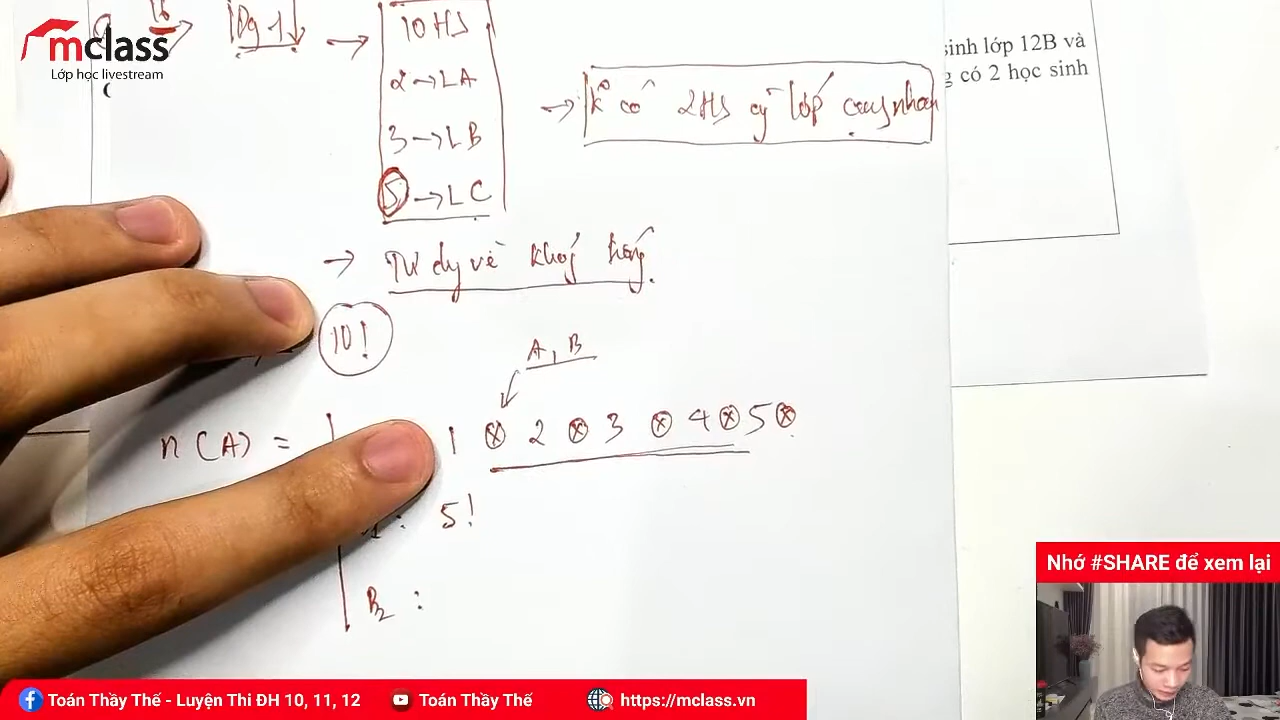 mclass
Lớp học livestream
10 HS
2 → LA
3 → LB
5 → LC
→ k có 2HS cg lớp cạnh nhau
sinh lớp 12B và
g có 2 học sinh
→ Tư duy về khoảng trống.
10!
A, B
n(A) =
1 ⊗ 2 ⊗ 3 ⊗ 4 ⊗ 5 ⊗
: 5!
B2 :
Nhớ #SHARE để xem lại
Toán Thầy Thế - Luyện Thi ĐH 10, 11, 12
Toán Thầy Thế
https://mclass.vn